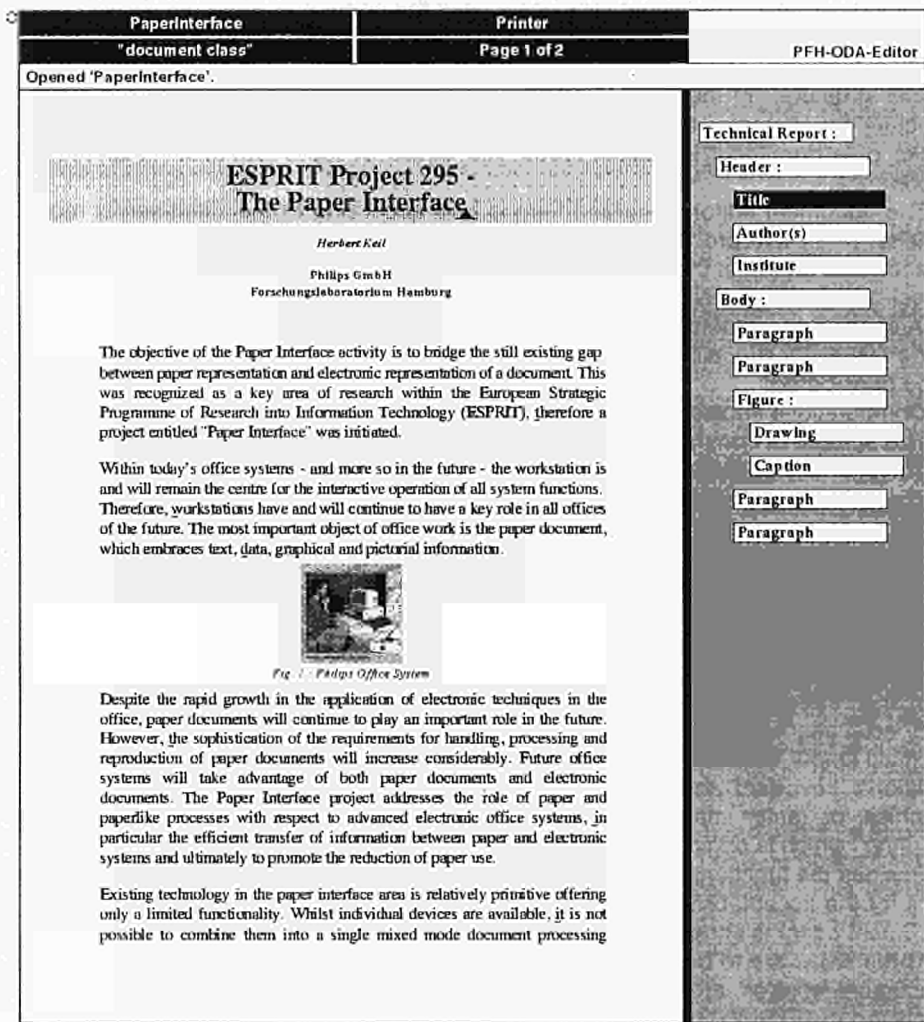 PaperInterface
Printer
"document class"
Page 1 of 2
PFH-ODA-Editor
Opened 'PaperInterface'.
ESPRIT Project 295 -
The Paper Interface
Herbert Keil
Philips GmbH
Forschungslaboratorium Hamburg
The objective of the Paper Interface activity is to bridge the still existing gap
between paper representation and electronic representation of a document. This
was recognized as a key area of research within the European Strategic
Programme of Research into Information Technology (ESPRIT), therefore a
project entitled "Paper Interface" was initiated.
Within today's office systems - and more so in the future - the workstation is
and will remain the centre for the interactive operation of all system functions.
Therefore, workstations have and will continue to have a key role in all offices
of the future. The most important object of office work is the paper document,
which embraces text, data, graphical and pictorial information.
Fig. 1 : Philips Office System
Despite the rapid growth in the application of electronic techniques in the
office, paper documents will continue to play an important role in the future.
However, the sophistication of the requirements for handling, processing and
reproduction of paper documents will increase considerably. Future office
systems will take advantage of both paper documents and electronic
documents. The Paper Interface project addresses the role of paper and
paperlike processes with respect to advanced electronic office systems, in
particular the efficient transfer of information between paper and electronic
systems and ultimately to promote the reduction of paper use.
Existing technology in the paper interface area is relatively primitive offering
only a limited functionality. Whilst individual devices are available, it is not
possible to combine them into a single mixed mode document processing
Technical Report :
Header :
Title
Author(s)
Institute
Body :
Paragraph
Paragraph
Figure :
Drawing
Caption
Paragraph
Paragraph